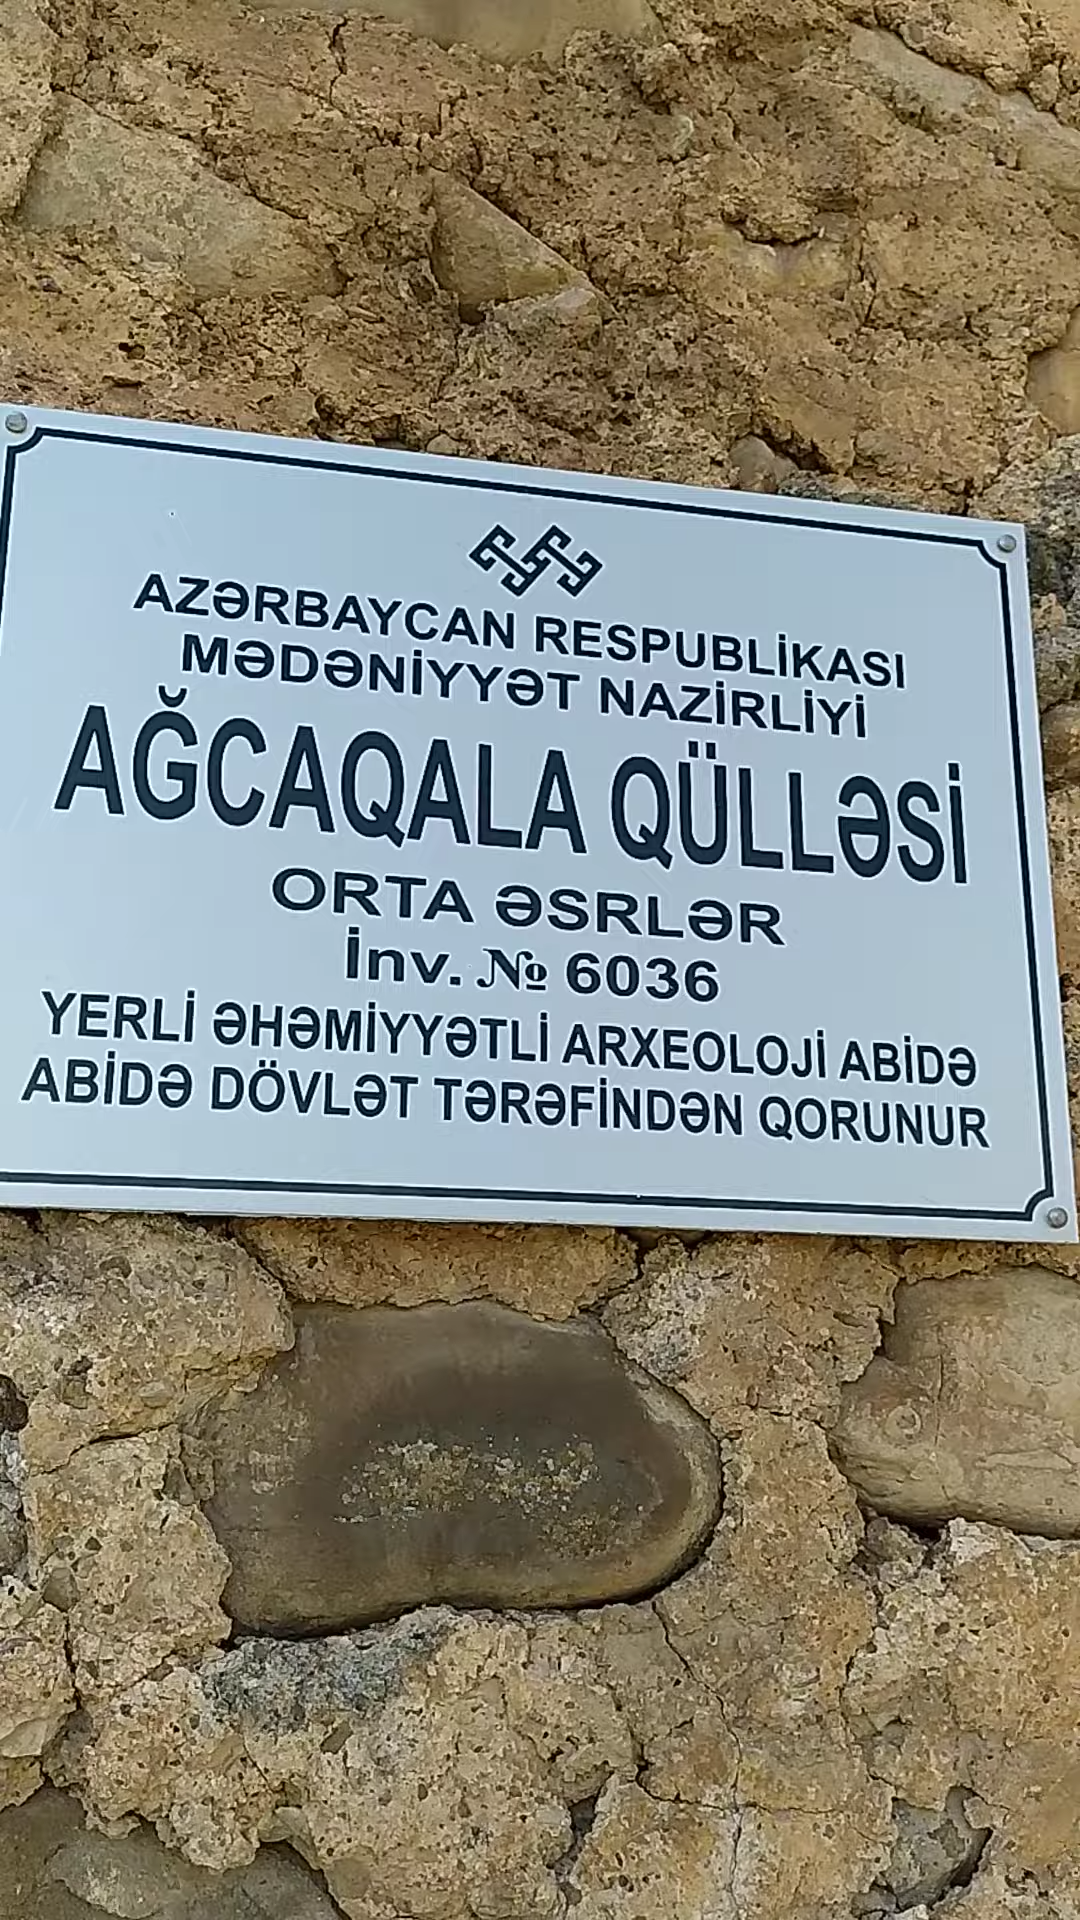 AZƏRBAYCAN RESPUBLİKASI
MƏDƏNİYYƏT NAZİRLİYİ
AĞCAQALA QÜLLƏSİ
ORTA ƏSRLƏR
İnv. № 6036
YERLİ ƏHƏMİYYƏTLİ ARXEOLOJİ ABİDƏ
ABİDƏ DÖVLƏT TƏRƏFİNDƏN QORUNUR